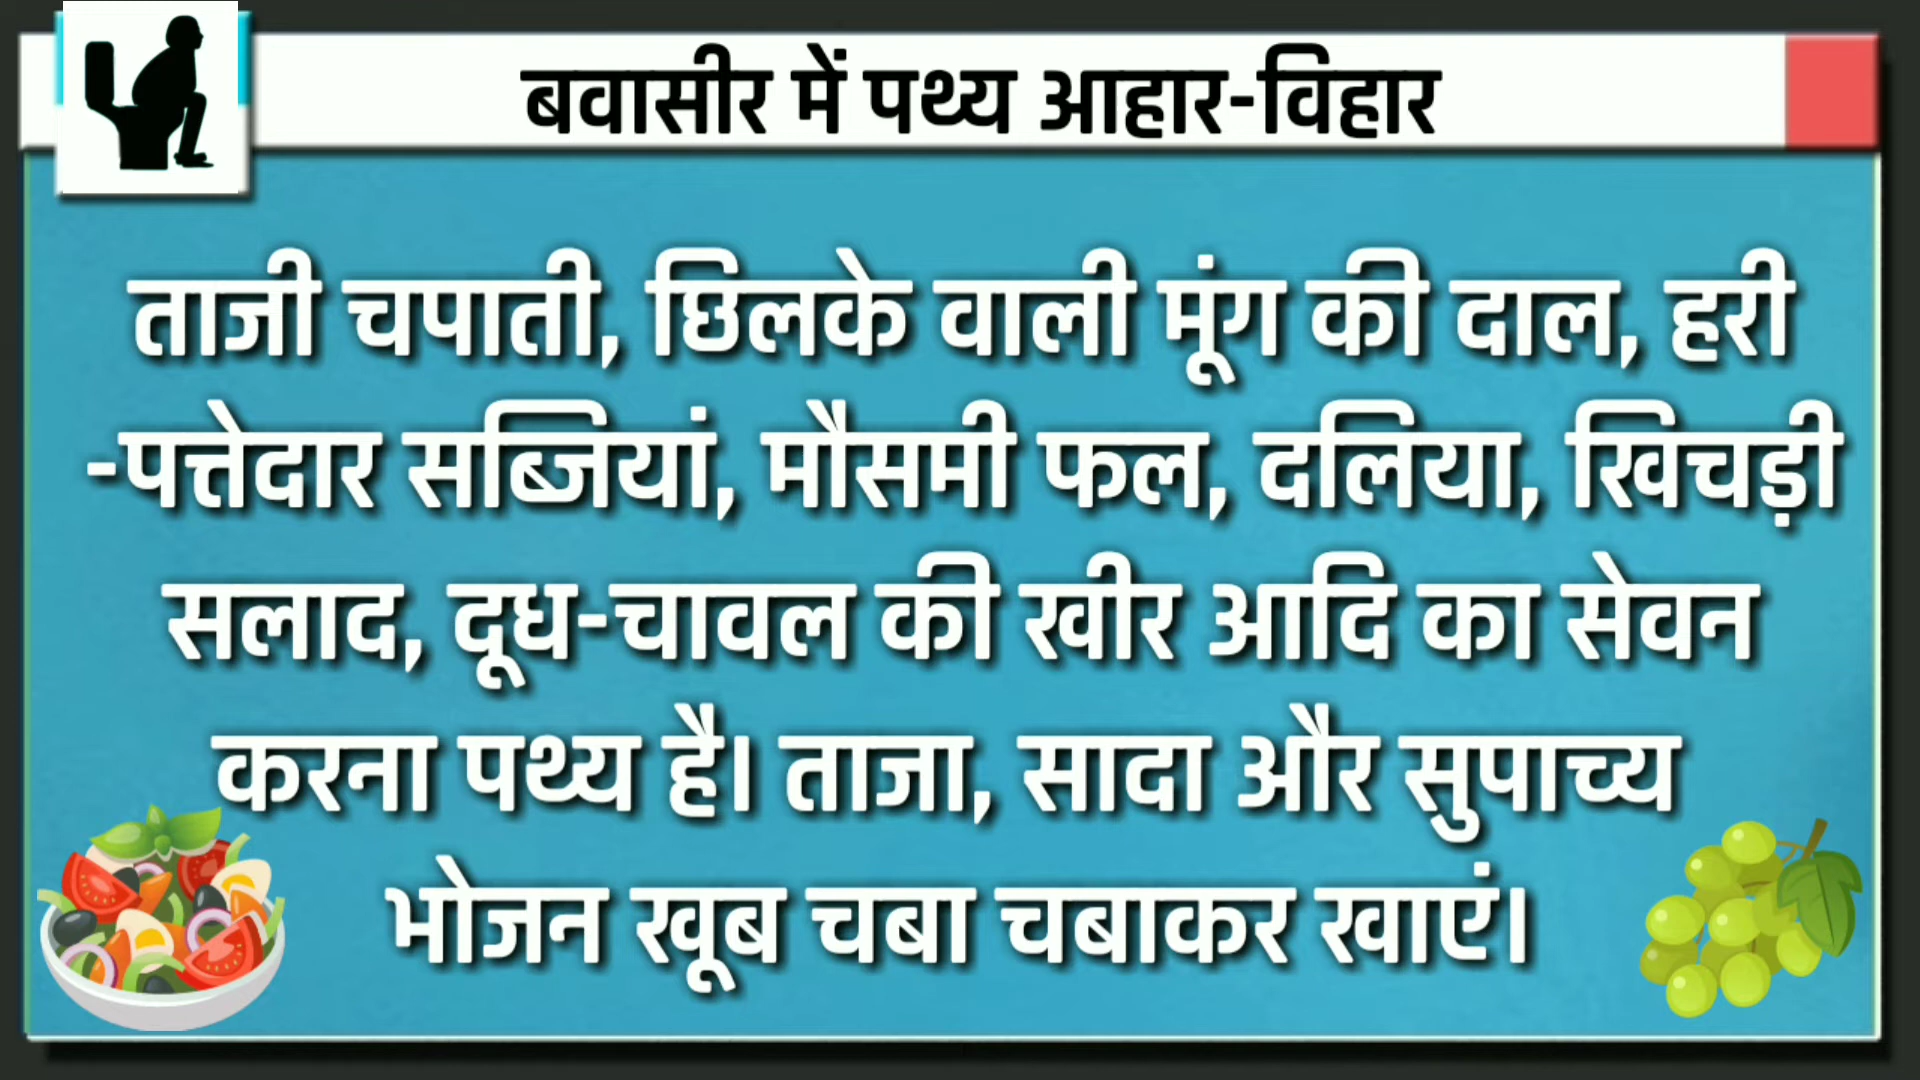 बवासीर में पथ्य आहार-विहार
ताजी चपाती, छिलके वाली मूंग की दाल, हरी
-पत्तेदार सब्जियां, मौसमी फल, दलिया, खिचड़ी
सलाद, दूध-चावल की खीर आदि का सेवन
करना पथ्य है। ताजा, सादा और सुपाच्य
भोजन खूब चबा चबाकर खाएं।